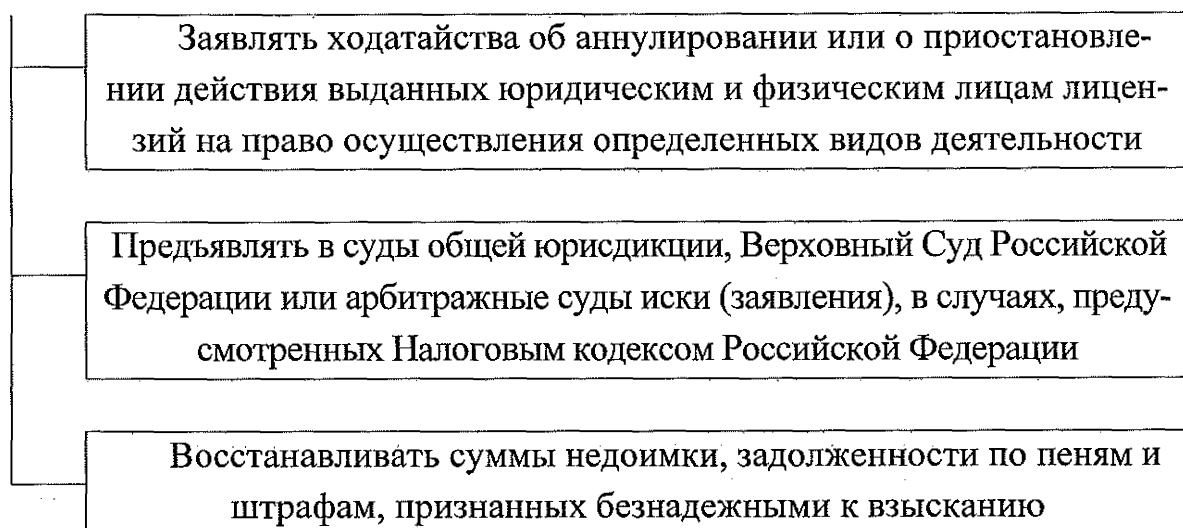 Заявлять ходатайства об аннулировании или о приостановле-
нии действия выданных юридическим и физическим лицам лицен-
зий на право осуществления определенных видов деятельности
Предъявлять в суды общей юрисдикции, Верховный Суд Российской
Федерации или арбитражные суды иски (заявления), в случаях, преду-
смотренных Налоговым кодексом Российской Федерации
Восстанавливать суммы недоимки, задолженности по пеням и
штрафам, признанных безнадежными к взысканию